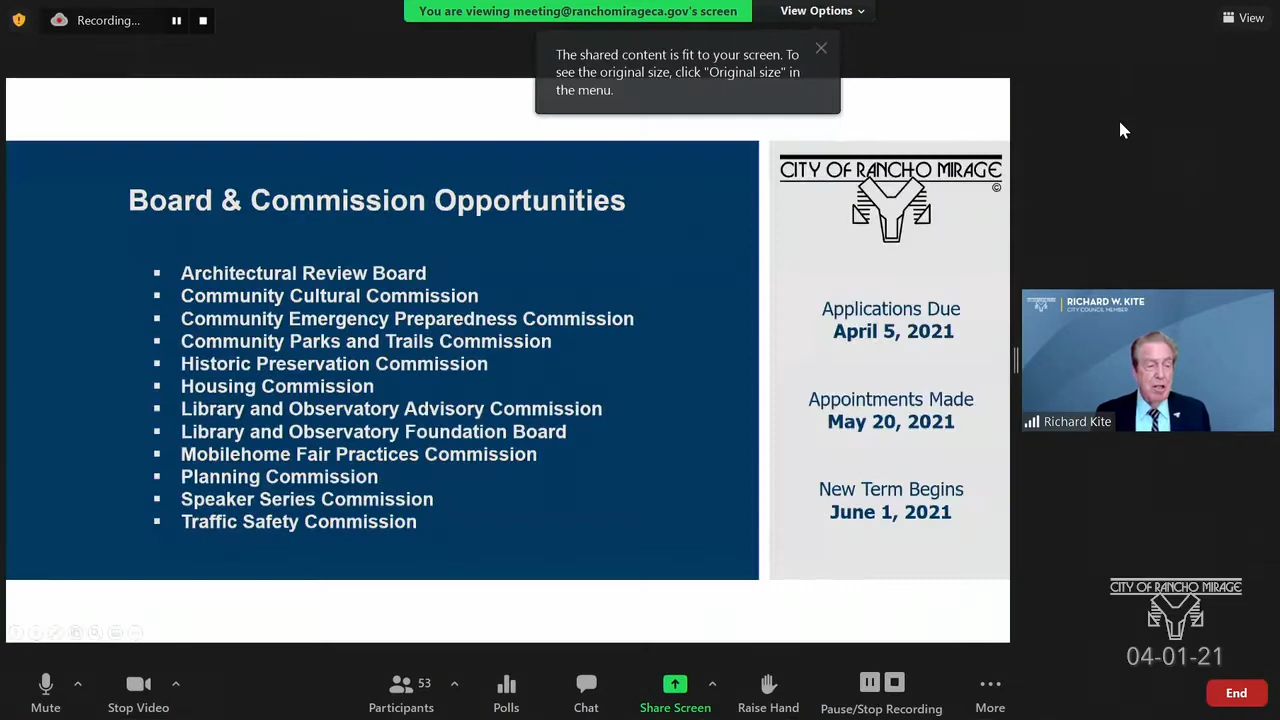 Recording...
You are viewing meeting@ranchomirageca.gov's screen
View Options
View
The shared content is fit to your screen. To
see the original size, click "Original size" in
the menu.
Board & Commission Opportunities
▪ Architectural Review Board
▪ Community Cultural Commission
▪ Community Emergency Preparedness Commission
▪ Community Parks and Trails Commission
▪ Historic Preservation Commission
▪ Housing Commission
▪ Library and Observatory Advisory Commission
▪ Library and Observatory Foundation Board
▪ Mobilehome Fair Practices Commission
▪ Planning Commission
▪ Speaker Series Commission
▪ Traffic Safety Commission
CITY OF RANCHO MIRAGE
©
Applications Due
April 5, 2021
Appointments Made
May 20, 2021
New Term Begins
June 1, 2021
RICHARD W. KITE
CITY COUNCIL MEMBER
Richard Kite
CITY OF RANCHO MIRAGE
04-01-21
Mute
Stop Video
53
Participants
Polls
Chat
Share Screen
Raise Hand
Pause/Stop Recording
More
End